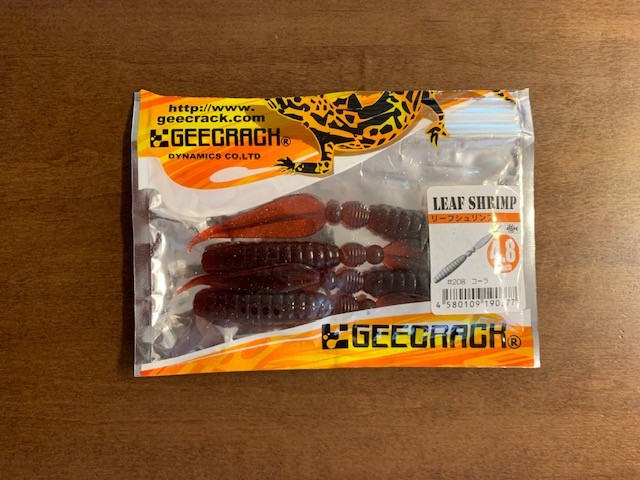 http://www.
geecrack.com
GEECRACK®
DYNAMICS CO,LTD
LEAF SHRIMP
リーフシュリンプ
4.8
#208 コーラ
4 580109 190277
GEECRACK®